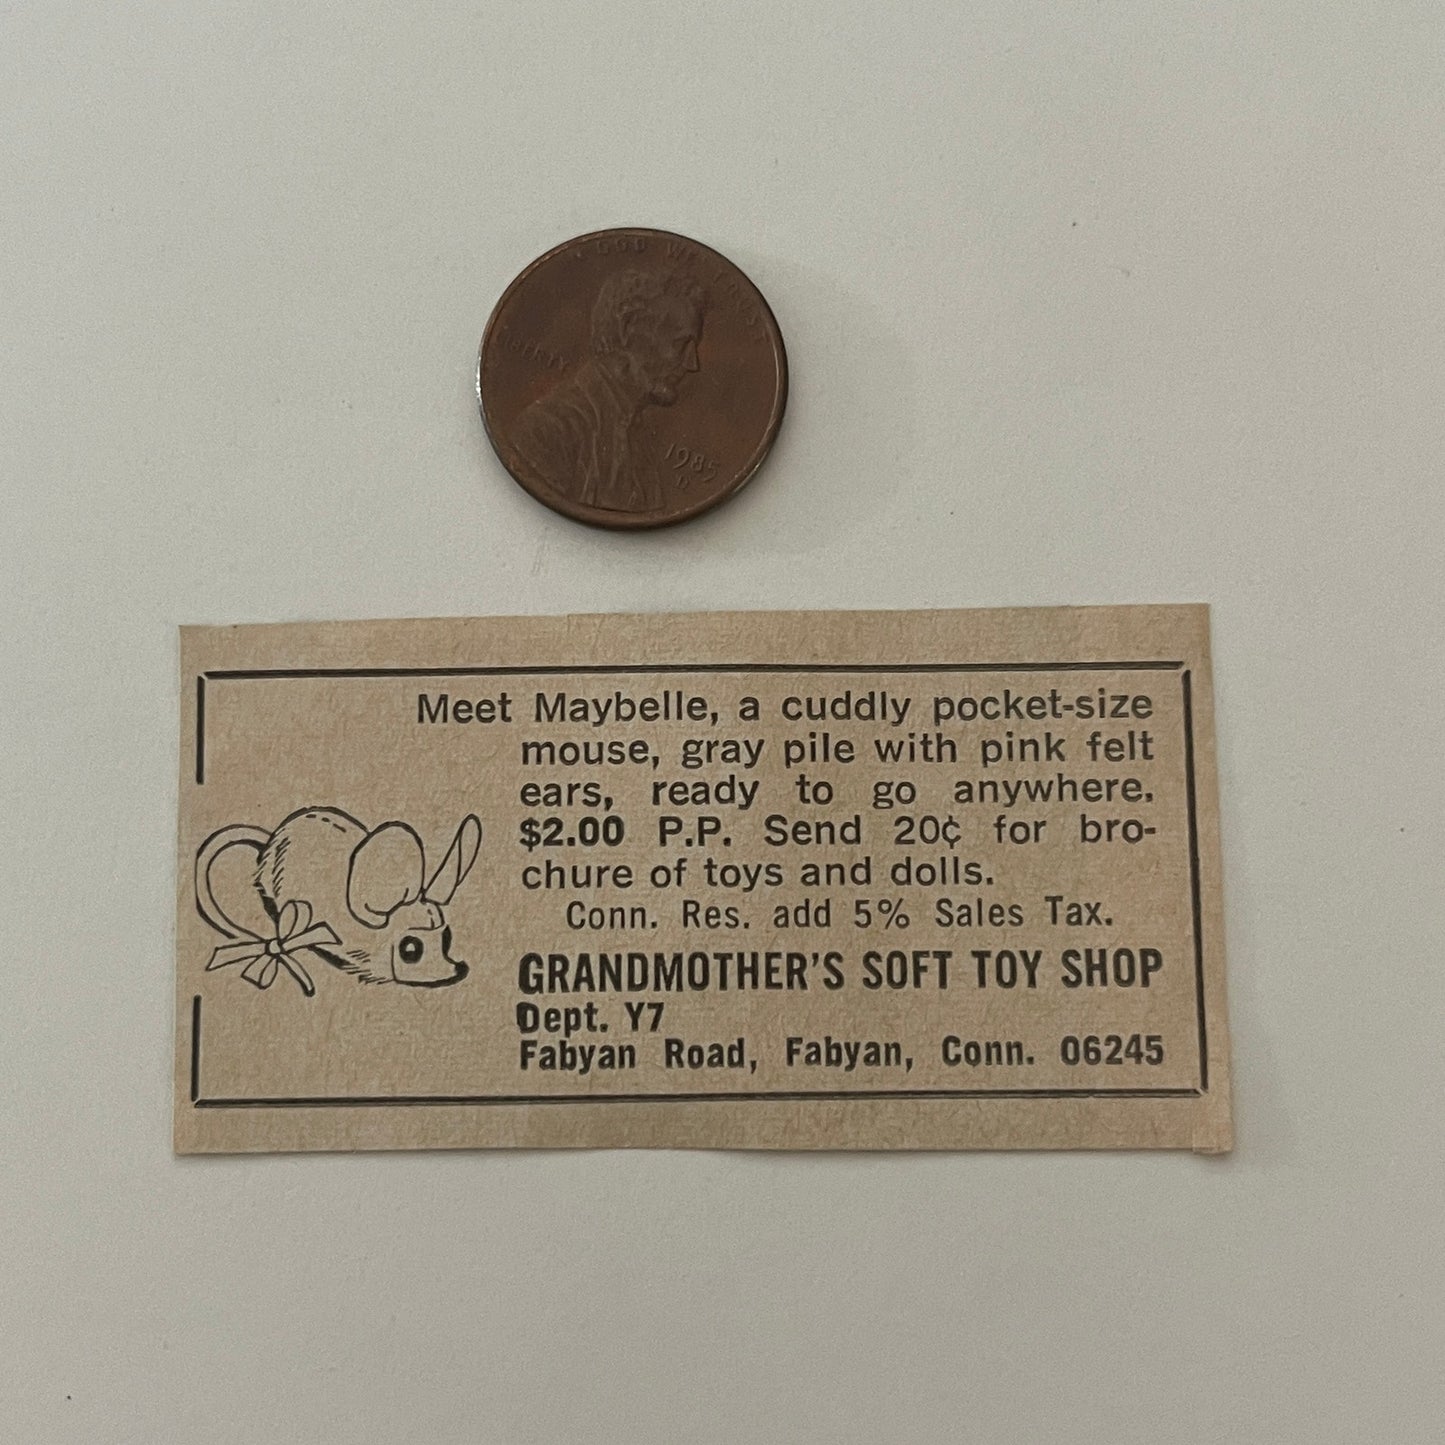 GOD WE TRUST
LIBERTY
1985
D
Meet Maybelle, a cuddly pocket-size
mouse, gray pile with pink felt
ears, ready to go anywhere.
$2.00 P.P. Send 20¢ for bro-
chure of toys and dolls.
Conn. Res. add 5% Sales Tax.
GRANDMOTHER'S SOFT TOY SHOP
Dept. Y7
Fabyan Road, Fabyan, Conn. 06245